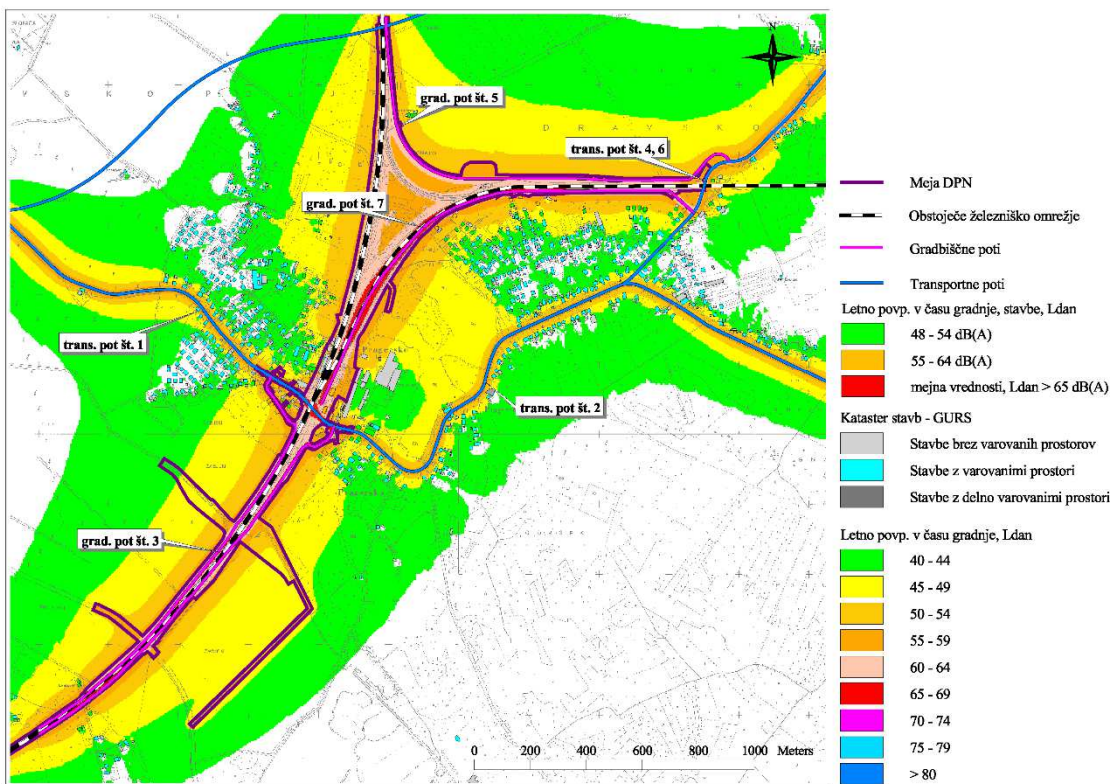 N
grad. pot št. 5
D R A V S K O
trans. pot št. 4, 6
grad. pot št. 7
trans. pot št. 1
trans. pot št. 2
grad. pot št. 3
0 200 400 600 800 1000 Meters
Meja DPN
Obstoječe železniško omrežje
Gradbiščne poti
Transportne poti
Letno povp. v času gradnje, stavbe, Ldan
48 - 54 dB(A)
55 - 64 dB(A)
mejna vrednosti, Ldan > 65 dB(A)
Kataster stavb - GURS
Stavbe brez varovanih prostorov
Stavbe z varovanimi prostori
Stavbe z delno varovanimi prostori
Letno povp. v času gradnje, Ldan
40 - 44
45 - 49
50 - 54
55 - 59
60 - 64
65 - 69
70 - 74
75 - 79
> 80